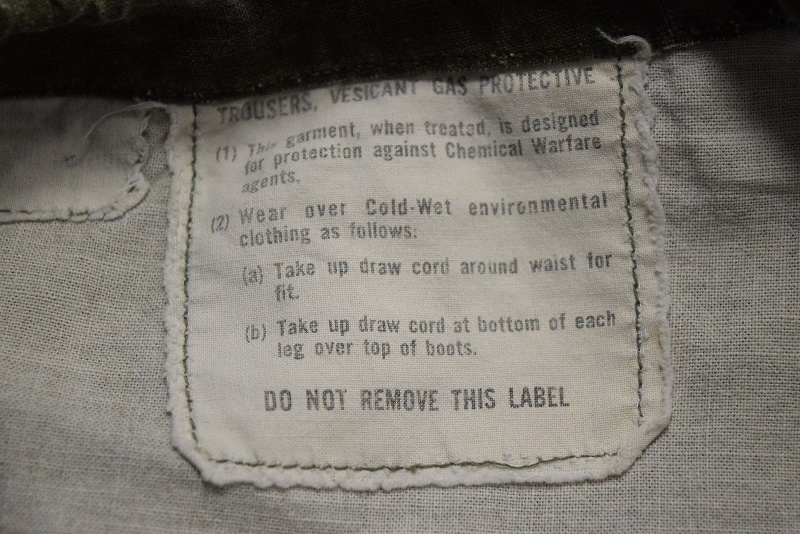 TROUSERS, VESICANT GAS PROTECTIVE
(1) This garment, when treated, is designed
for protection against Chemical Warfare
agents.
(2) Wear over Cold-Wet environmental
clothing as follows:
(a) Take up draw cord around waist for
fit.
(b) Take up draw cord at bottom of each
leg over top of boots.
DO NOT REMOVE THIS LABEL